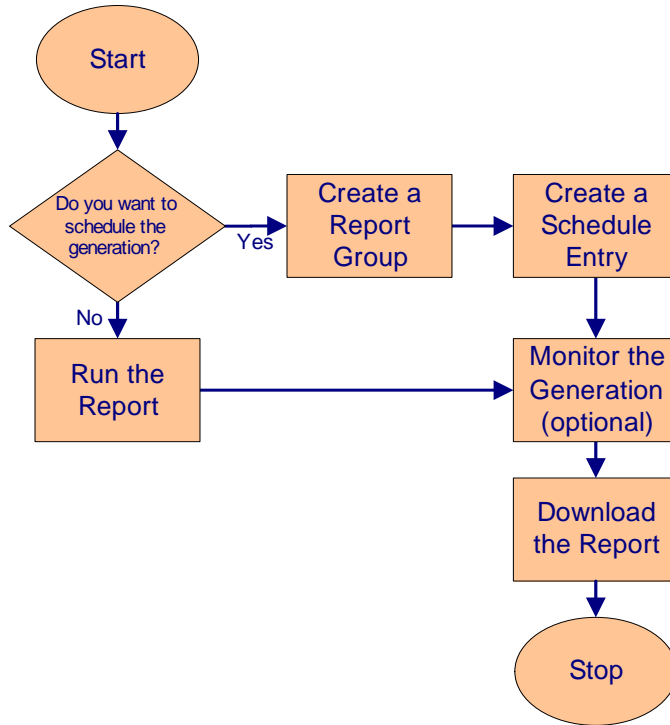 Start
Do you want to
schedule the
generation?
Yes
Create a
Report
Group
Create a
Schedule
Entry
No
Run the
Report
Monitor the
Generation
(optional)
Download
the Report
Stop